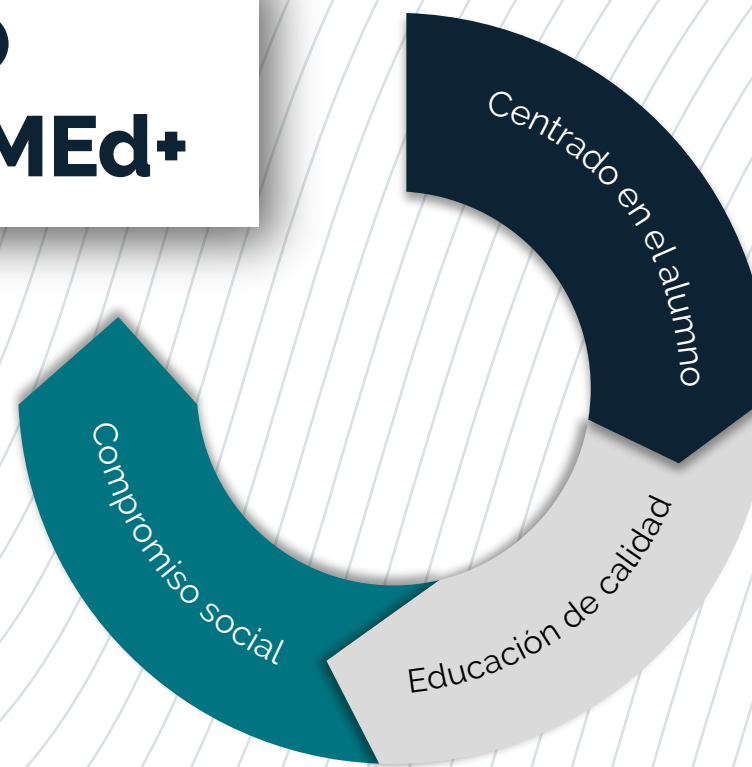 MEd+
Centrado en el alumno
Educación de calidad
Compromiso social